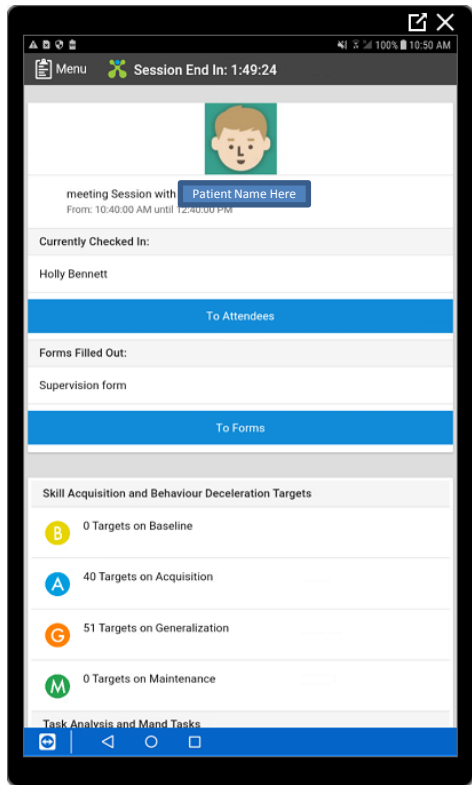 100% 10:50 AM
Menu Session End In: 1:49:24
meeting Session with Patient Name Here
From: 10:40:00 AM until 12:40:00 PM
Currently Checked In:
Holly Bennett
To Attendees
Forms Filled Out:
Supervision form
To Forms
Skill Acquisition and Behaviour Deceleration Targets
B 0 Targets on Baseline
A 40 Targets on Acquisition
G 51 Targets on Generalization
M 0 Targets on Maintenance
Task Analysis and Mand Tasks